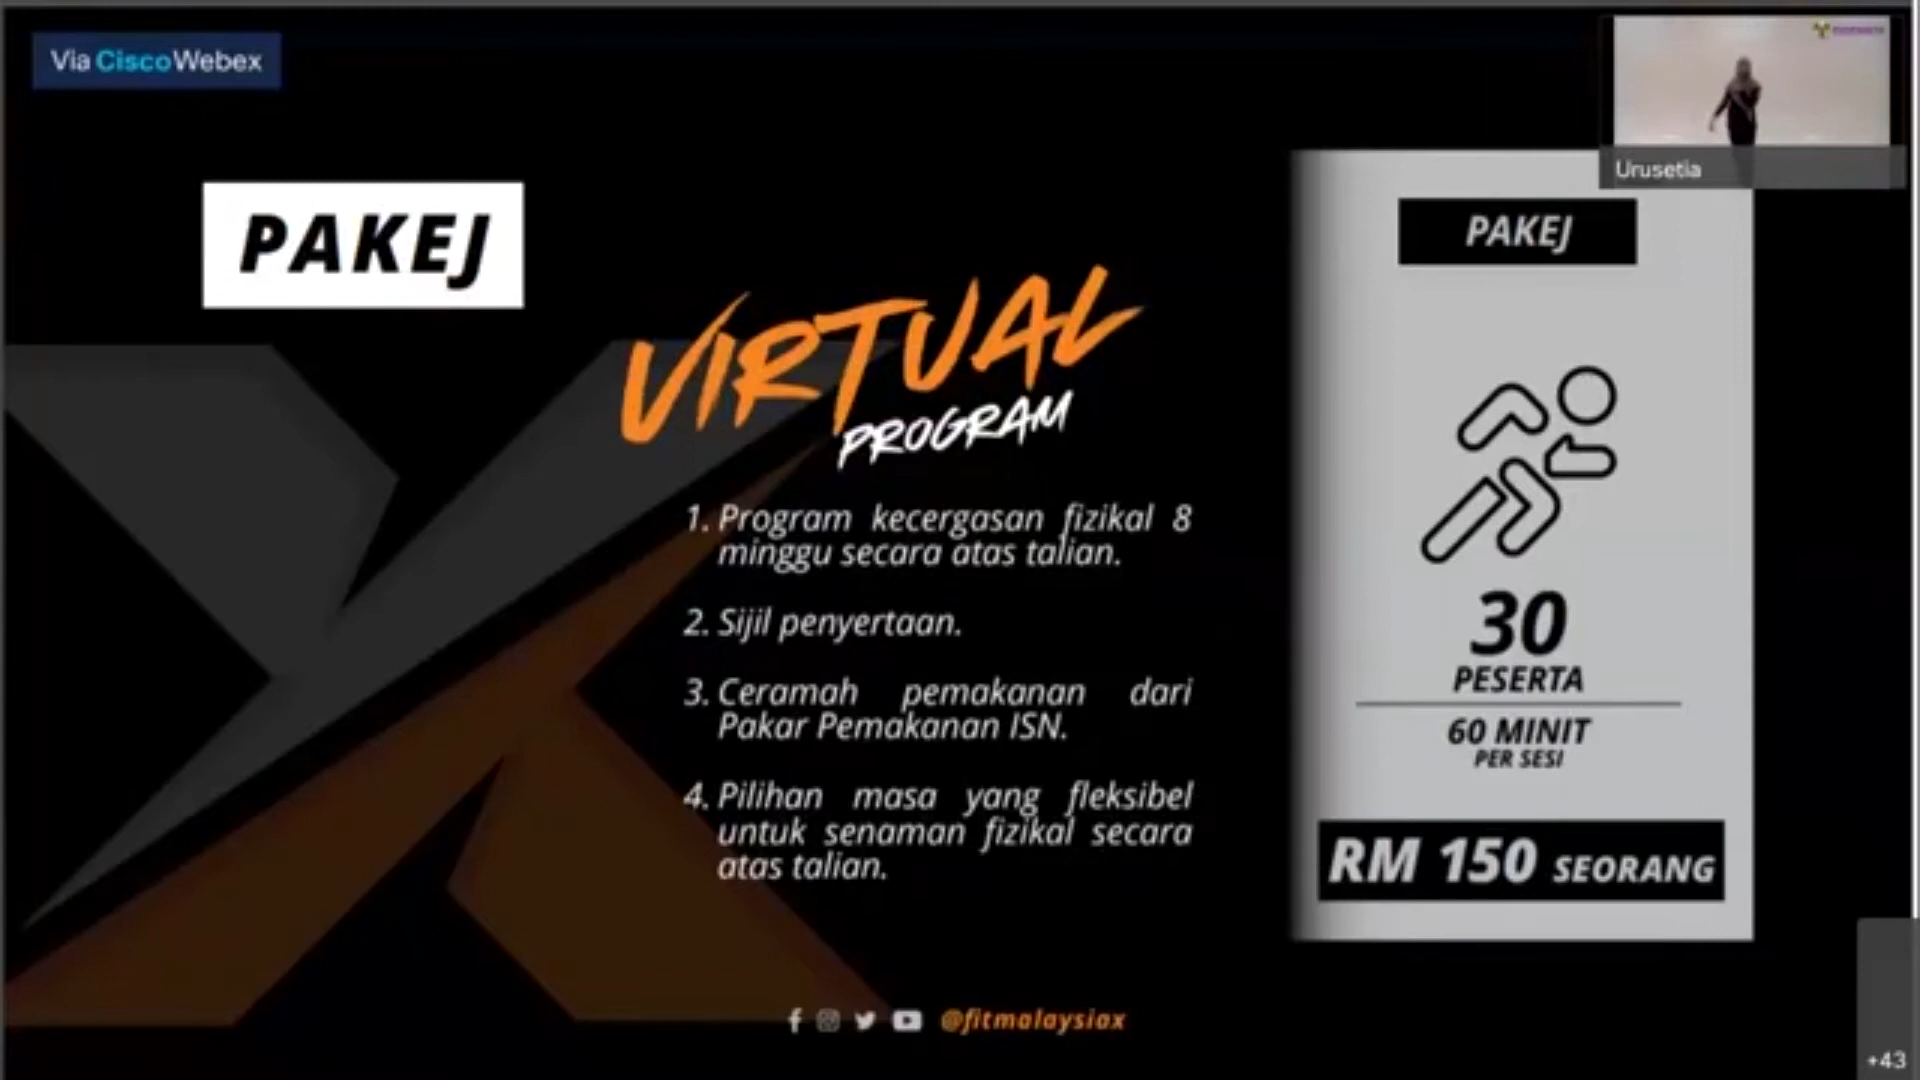 Via CiscoWebex
Urusetia
PAKEJ
VIRTUAL
PROGRAM
1. Program kecergasan fizikal 8
minggu secara atas talian.
2. Sijil penyertaan.
3. Ceramah pemakanan dari
Pakar Pemakanan ISN.
4. Pilihan masa yang fleksibel
untuk senaman fizikal secara
atas talian.
PAKEJ
30
PESERTA
60 MINIT
PER SESI
RM 150 SEORANG
@fitmalaysiax
+43